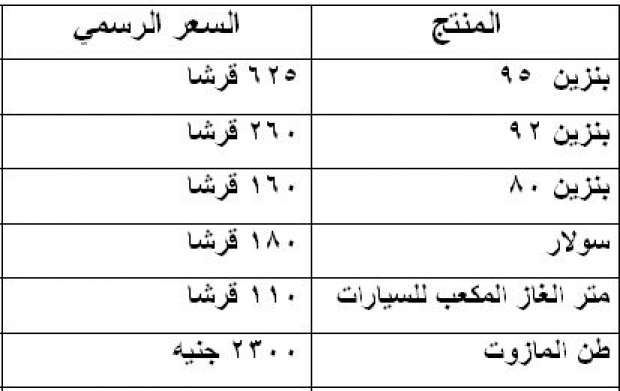 المنتج السعر الرسمي
بنزين ٩٥ ٦٢٥ قرشا
بنزين ٩٢ ٢٦٠ قرشا
بنزين ٨٠ ١٦٠ قرشا
سولار ١٨٠ قرشا
متر الغاز المكعب للسيارات ١١٠ قرشا
طن المازوت ٢٣٠٠ جنيه